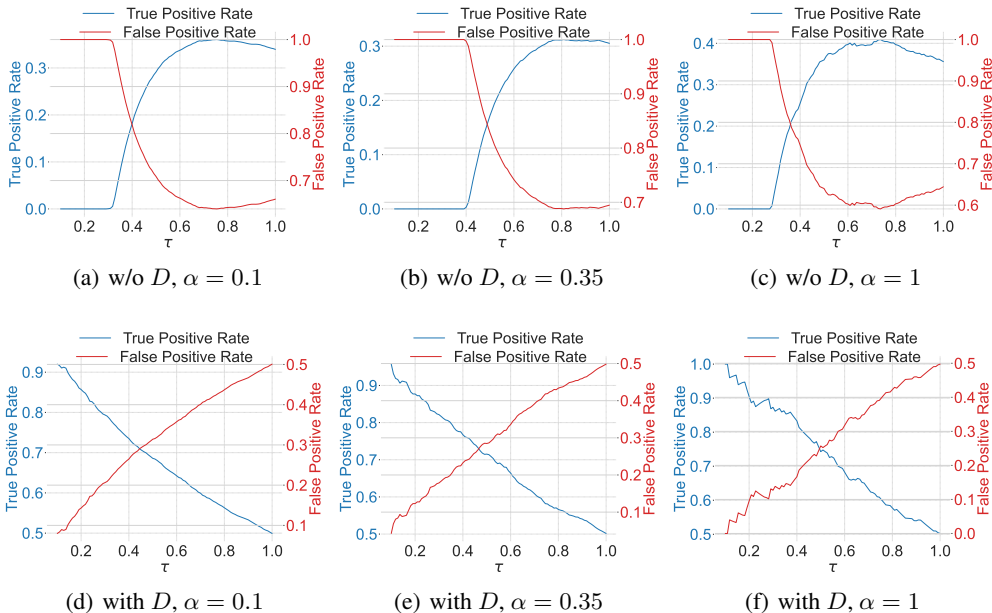 True Positive Rate
False Positive Rate
True Positive Rate
0.3
0.2
0.1
0.0
1.0
0.9
0.8
0.7
False Positive Rate
0.2 0.4 0.6 0.8 1.0
τ
(a) w/o D, α = 0.1
True Positive Rate
False Positive Rate
True Positive Rate
0.3
0.2
0.1
0.0
1.0
0.9
0.8
0.7
False Positive Rate
0.2 0.4 0.6 0.8 1.0
τ
(b) w/o D, α = 0.35
True Positive Rate
False Positive Rate
True Positive Rate
0.4
0.3
0.2
0.1
0.0
1.0
0.9
0.8
0.7
0.6
False Positive Rate
0.2 0.4 0.6 0.8 1.0
τ
(c) w/o D, α = 1
True Positive Rate
False Positive Rate
True Positive Rate
0.9
0.8
0.7
0.6
0.5
0.5
0.4
0.3
0.2
0.1
False Positive Rate
0.2 0.4 0.6 0.8 1.0
τ
(d) with D, α = 0.1
True Positive Rate
False Positive Rate
True Positive Rate
0.9
0.8
0.7
0.6
0.5
0.5
0.4
0.3
0.2
0.1
False Positive Rate
0.2 0.4 0.6 0.8 1.0
τ
(e) with D, α = 0.35
True Positive Rate
False Positive Rate
True Positive Rate
1.0
0.9
0.8
0.7
0.6
0.5
0.5
0.4
0.3
0.2
0.1
0.0
False Positive Rate
0.2 0.4 0.6 0.8 1.0
τ
(f) with D, α = 1